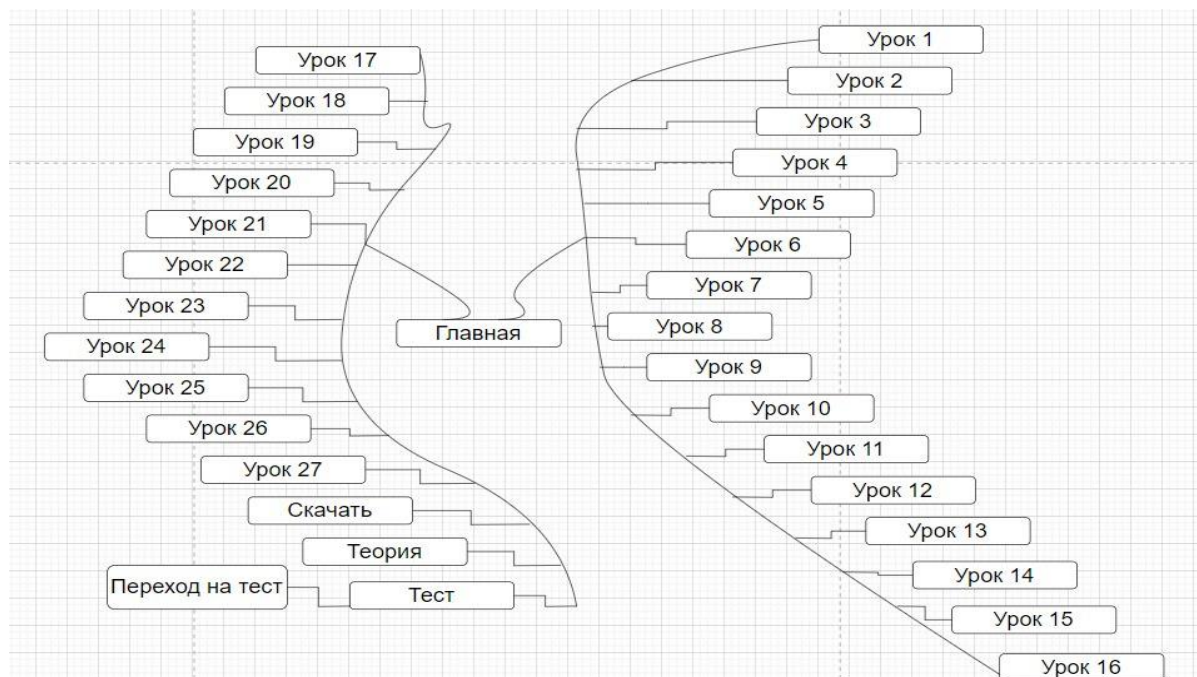 Урок 1
Урок 2
Урок 3
Урок 4
Урок 5
Урок 6
Урок 7
Урок 8
Урок 9
Урок 10
Урок 11
Урок 12
Урок 13
Урок 14
Урок 15
Урок 16
Главная
Урок 17
Урок 18
Урок 19
Урок 20
Урок 21
Урок 22
Урок 23
Урок 24
Урок 25
Урок 26
Урок 27
Скачать
Теория
Тест
Переход на тест